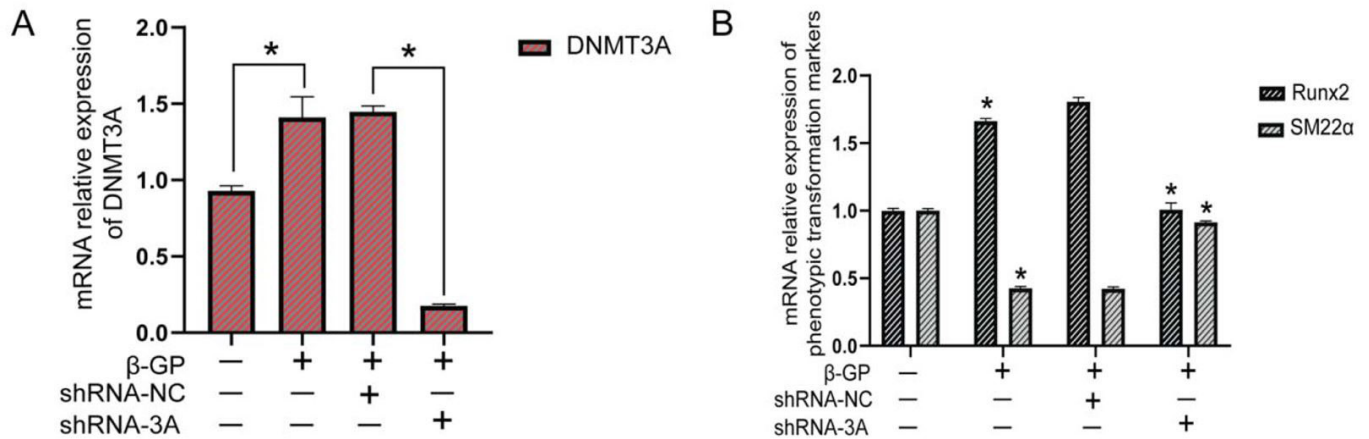 A
mRNA relative expression
of DNMT3A
2.0
1.5
1.0
0.5
0.0
*
*
DNMT3A
β-GP — + + +
shRNA-NC — — + —
shRNA-3A — — — +
B
mRNA relative expression of
phenotypic transformation markers
2.0
1.5
1.0
0.5
0.0
*
*
*
*
Runx2
SM22α
β-GP — + + +
shRNA-NC — — + —
shRNA-3A — — — +